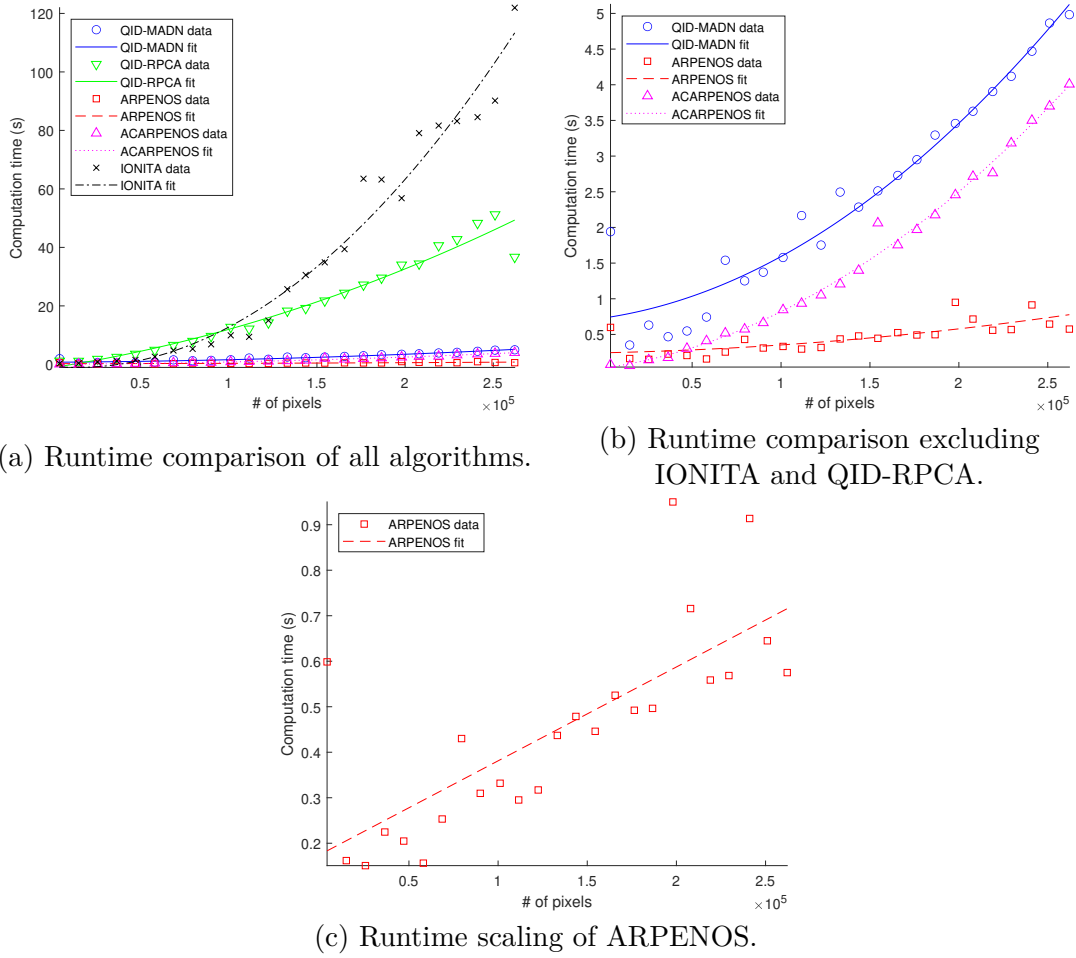 120
100
80
60
40
20
0
Computation time (s)
QID-MADN data
QID-MADN fit
QID-RPCA data
QID-RPCA fit
ARPENOS data
ARPENOS fit
ACARPENOS data
ACARPENOS fit
IONITA data
IONITA fit
0.5 1 1.5 2 2.5
# of pixels
×10⁵
(a) Runtime comparison of all algorithms.
5
4.5
4
3.5
3
2.5
2
1.5
1
0.5
Computation time (s)
QID-MADN data
QID-MADN fit
ARPENOS data
ARPENOS fit
ACARPENOS data
ACARPENOS fit
0.5 1 1.5 2 2.5
# of pixels
×10⁵
(b) Runtime comparison excluding
IONITA and QID-RPCA.
0.9
0.8
0.7
0.6
0.5
0.4
0.3
0.2
Computation time (s)
ARPENOS data
ARPENOS fit
0.5 1 1.5 2 2.5
# of pixels
×10⁵
(c) Runtime scaling of ARPENOS.